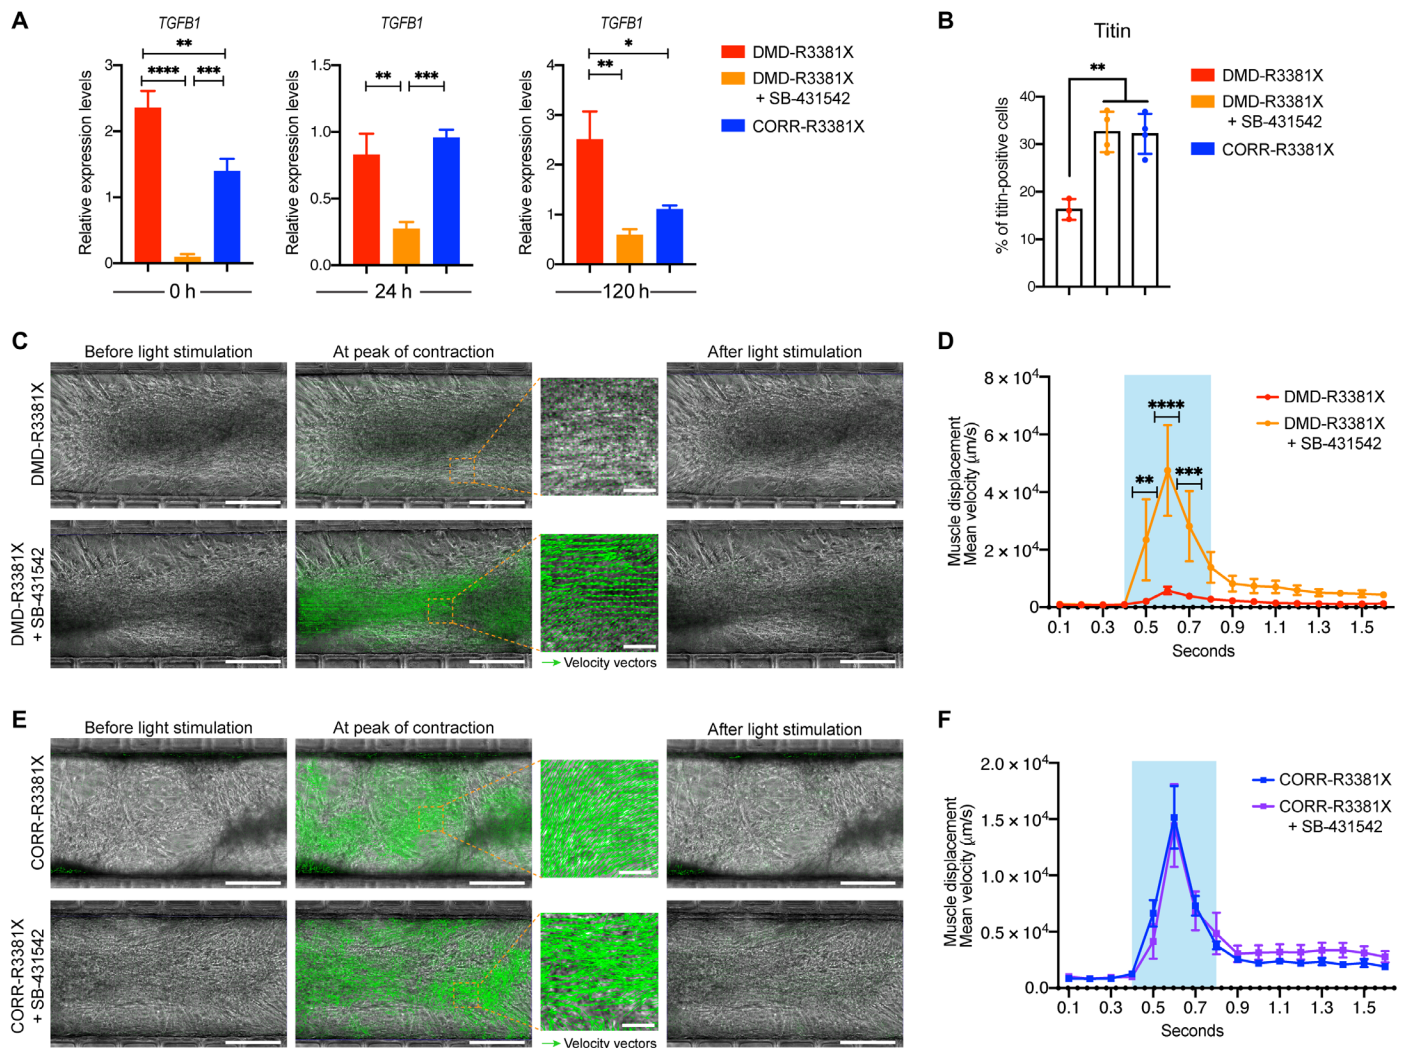 A
TGFB1
TGFB1
TGFB1
Relative expression levels
3
2
1
0
**
****
***
0 h
Relative expression levels
1.5
1.0
0.5
0.0
**
***
24 h
Relative expression levels
4
3
2
1
0
*
**
120 h
DMD-R3381X
DMD-R3381X
+ SB-431542
CORR-R3381X
B
Titin
% of titin-positive cells
40
30
20
10
0
**
DMD-R3381X
DMD-R3381X
+ SB-431542
CORR-R3381X
C
Before light stimulation
At peak of contraction
After light stimulation
DMD-R3381X
DMD-R3381X
+ SB-431542
→ Velocity vectors
D
Muscle displacement
Mean velocity (μm/s)
8 × 10⁴
6 × 10⁴
4 × 10⁴
2 × 10⁴
0
**
****
***
0.1 0.3 0.5 0.7 0.9 1.1 1.3 1.5
Seconds
DMD-R3381X
DMD-R3381X
+ SB-431542
E
Before light stimulation
At peak of contraction
After light stimulation
CORR-R3381X
CORR-R3381X
+ SB-431542
→ Velocity vectors
F
Muscle displacement
Mean velocity (μm/s)
2.0 × 10⁴
1.5 × 10⁴
1.0 × 10⁴
0.5 × 10⁴
0.0
0.1 0.3 0.5 0.7 0.9 1.1 1.3 1.5
Seconds
CORR-R3381X
CORR-R3381X
+ SB-431542